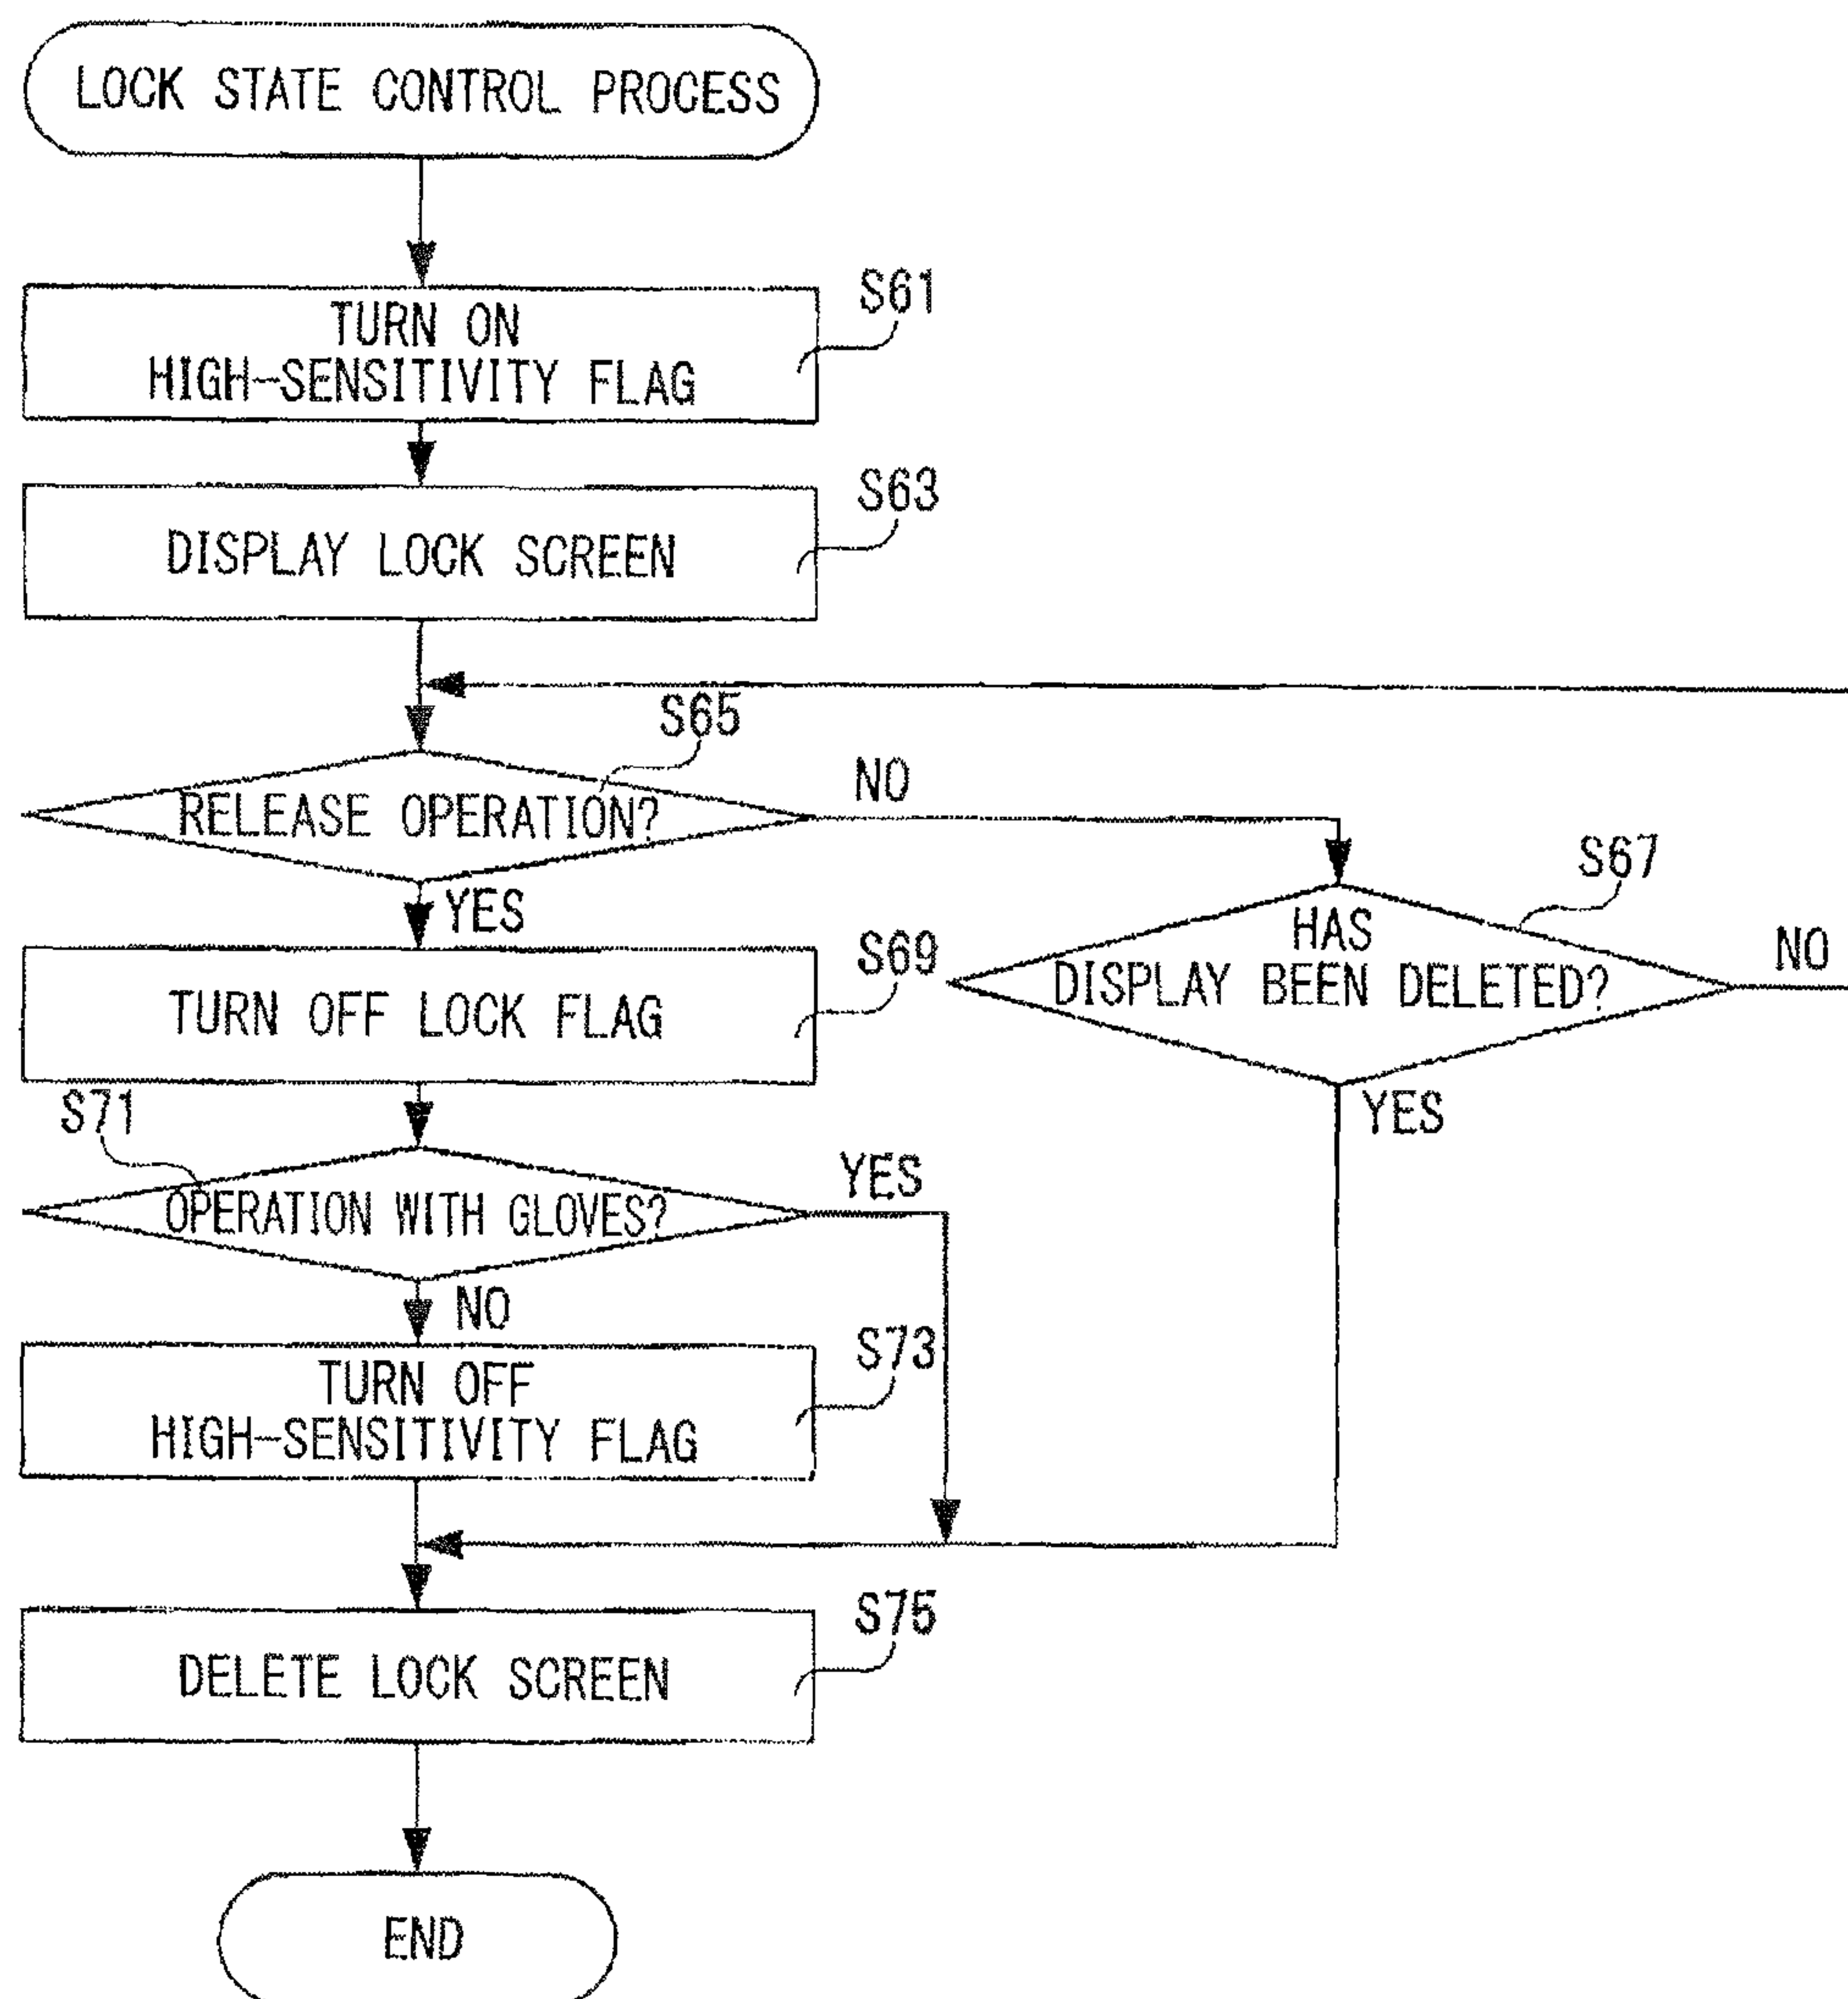 LOCK STATE CONTROL PROCESS
S61
TURN ON
HIGH-SENSITIVITY FLAG
S63
DISPLAY LOCK SCREEN
S65
RELEASE OPERATION?
NO
YES
S67
HAS
DISPLAY BEEN DELETED?
NO
YES
S69
TURN OFF LOCK FLAG
S71
OPERATION WITH GLOVES?
YES
NO
S73
TURN OFF
HIGH-SENSITIVITY FLAG
S75
DELETE LOCK SCREEN
END